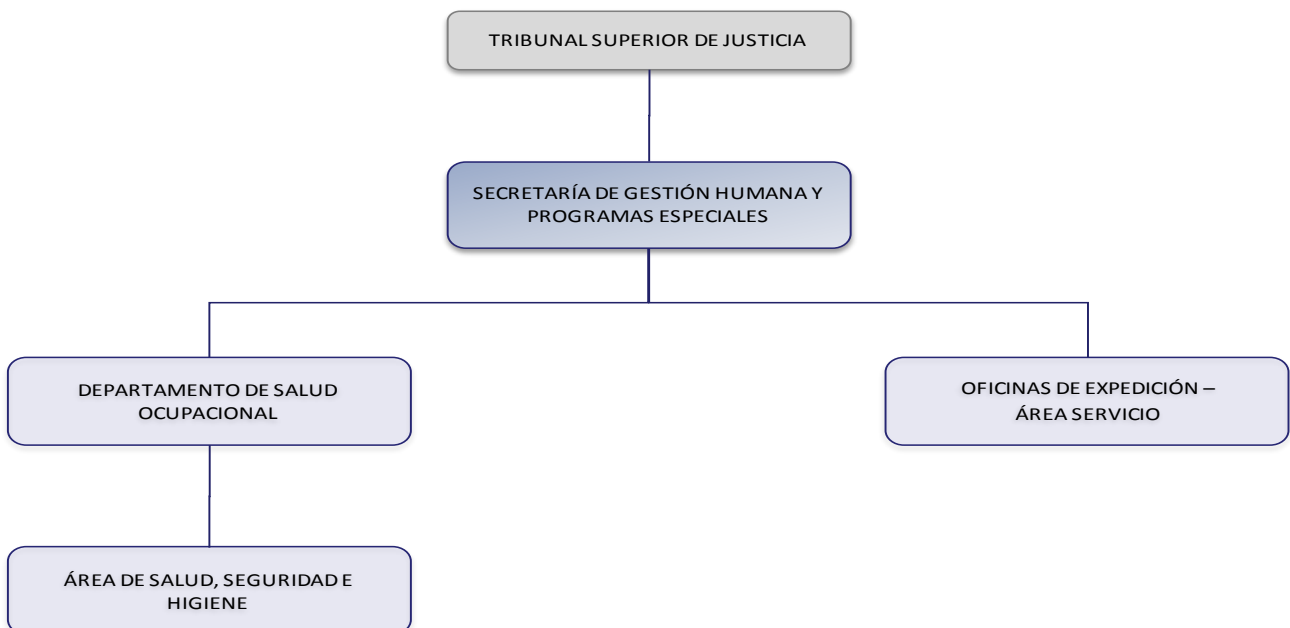 TRIBUNAL SUPERIOR DE JUSTICIA
SECRETARÍA DE GESTIÓN HUMANA Y
PROGRAMAS ESPECIALES
DEPARTAMENTO DE SALUD
OCUPACIONAL
OFICINAS DE EXPEDICIÓN –
ÁREA SERVICIO
ÁREA DE SALUD, SEGURIDAD E
HIGIENE